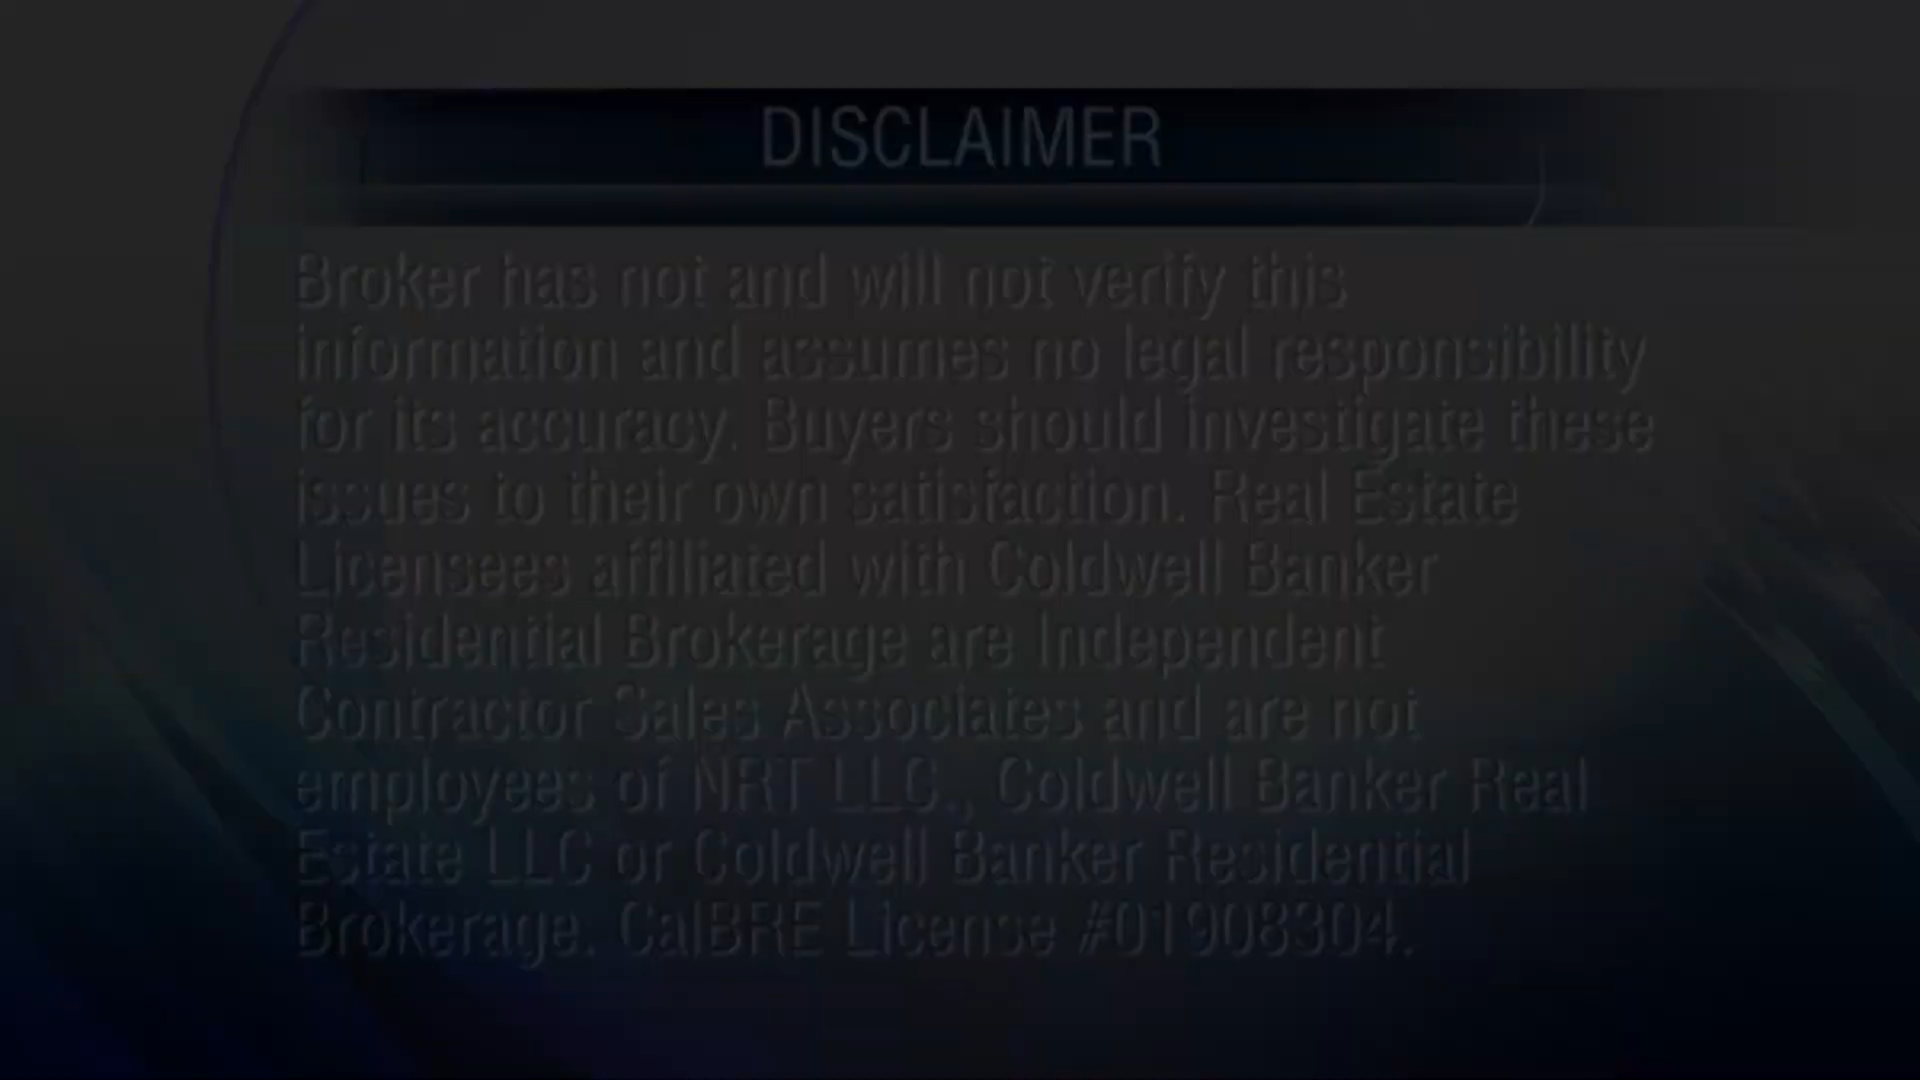 DISCLAIMER
Broker has not and will not verify this
information and assumes no legal responsibility
for its accuracy. Buyers should investigate these
issues to their own satisfaction. Real Estate
Licensees affiliated with Coldwell Banker
Residential Brokerage are Independent
Contractor Sales Associates and are not
employees of NRT LLC., Coldwell Banker Real
Estate LLC or Coldwell Banker Residential
Brokerage. CalBRE License #01908304.